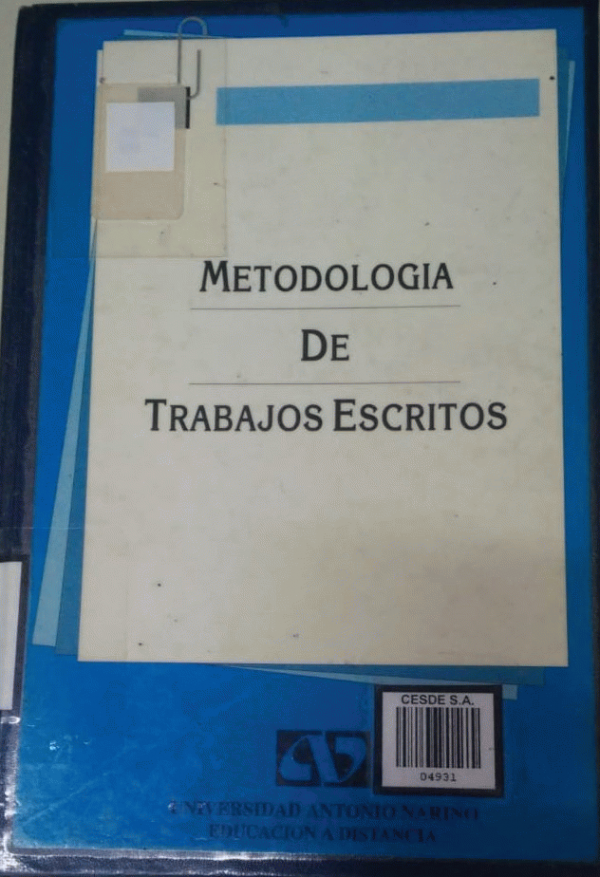 METODOLOGIA
DE
TRABAJOS ESCRITOS
CESDE S.A.
04931
UNIVERSIDAD ANTONIO NARIÑO
EDUCACION A DISTANCIA